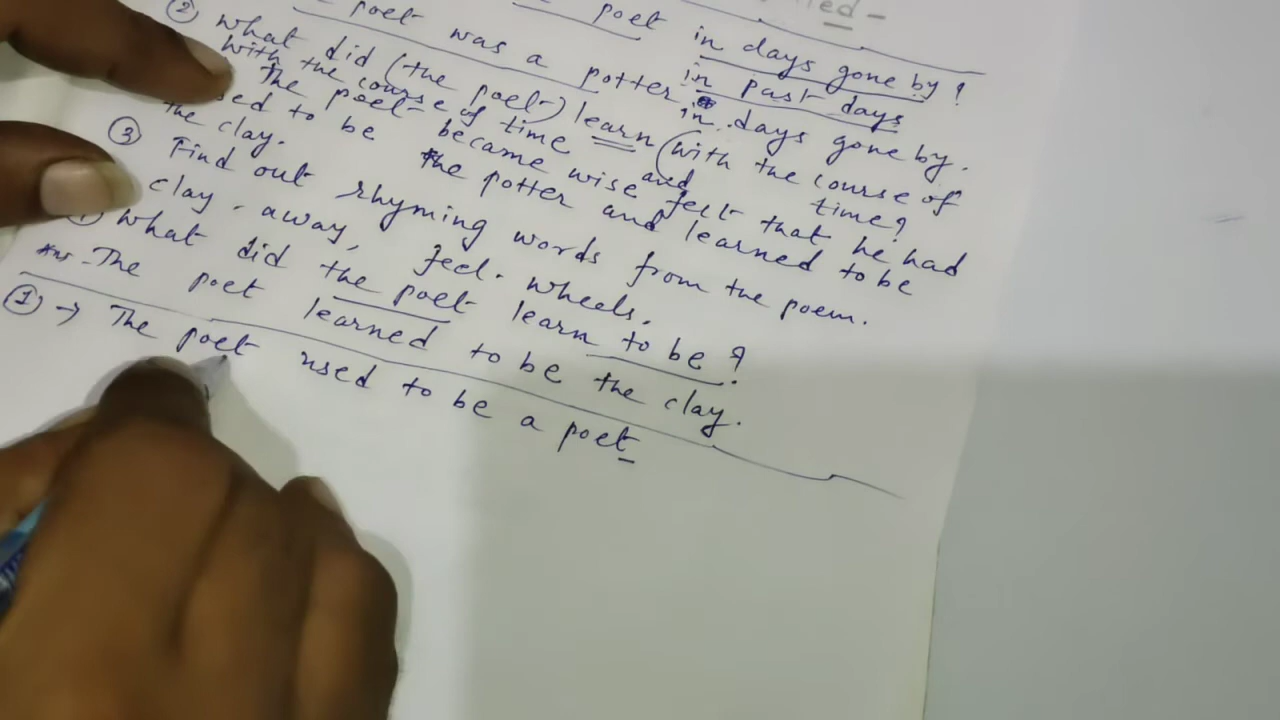 ed -
poet in days gone by?
in past days
poet was a potter in days gone by.
② what did (the poet) learn (with the course of time?
with the course of time and
the poet became wise felt that he had
sed to be the potter and learned to be
the clay.
③ Find out rhyming words from the poem.
clay - away, feel - wheels.
What did the poet learn to be?
Ans - The poet learned to be the clay.
① → The poet used to be a poet